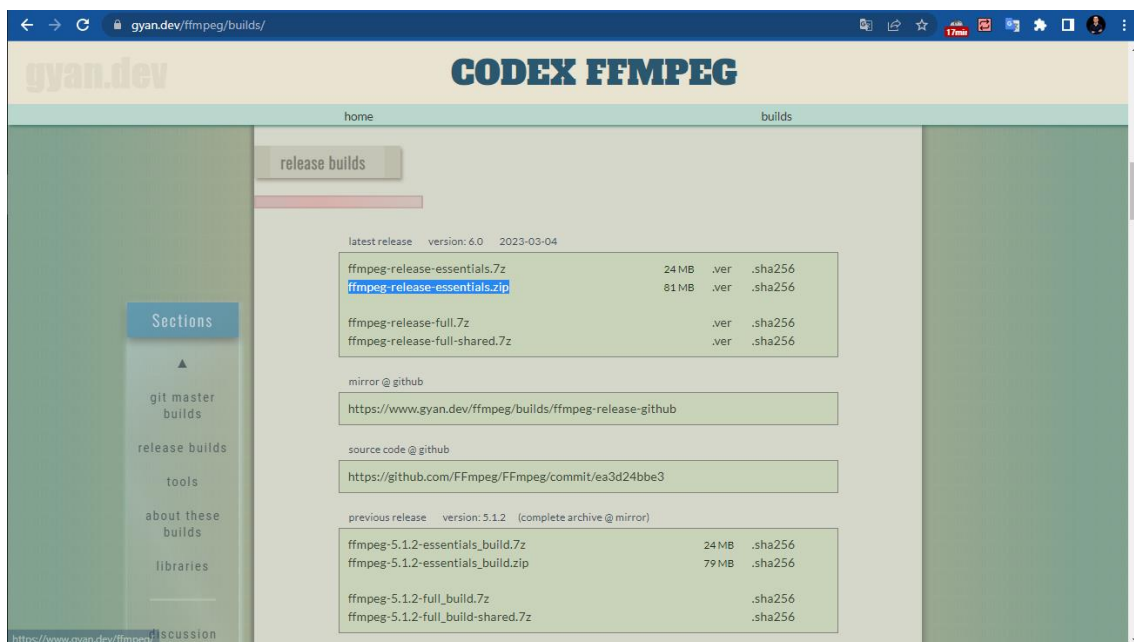 gyan.dev/ffmpeg/builds/
17min
gyan.dev
CODEX FFMPEG
home builds
release builds
latest release version: 6.0 2023-03-04
ffmpeg-release-essentials.7z 24 MB .ver .sha256
ffmpeg-release-essentials.zip 81 MB .ver .sha256
ffmpeg-release-full.7z .ver .sha256
ffmpeg-release-full-shared.7z .ver .sha256
mirror @ github
https://www.gyan.dev/ffmpeg/builds/ffmpeg-release-github
source code @ github
https://github.com/FFmpeg/FFmpeg/commit/ea3d24bbe3
previous release version: 5.1.2 (complete archive @ mirror)
ffmpeg-5.1.2-essentials_build.7z 24 MB .sha256
ffmpeg-5.1.2-essentials_build.zip 79 MB .sha256
ffmpeg-5.1.2-full_build.7z .sha256
ffmpeg-5.1.2-full_build-shared.7z .sha256
Sections
▲
git master
builds
release builds
tools
about these
builds
libraries
discussion
https://www.gyan.dev/ffmpeg/